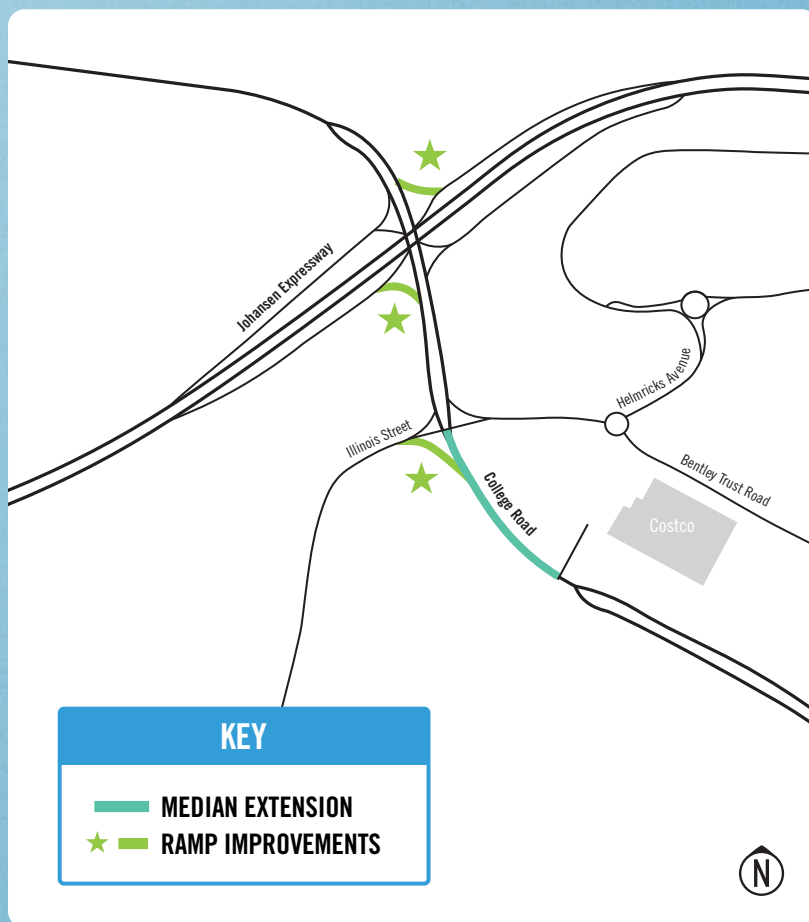 Johansen Expressway
Helmricks Avenue
Illinois Street
Bentley Trust Road
College Road
Costco
KEY
MEDIAN EXTENSION
RAMP IMPROVEMENTS
N